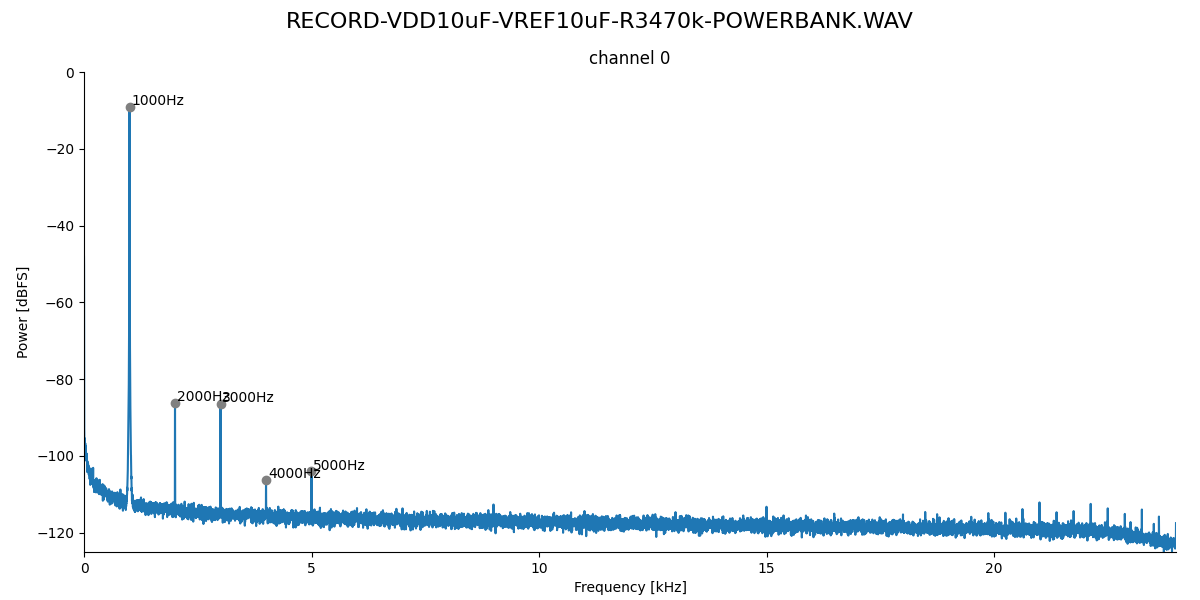 RECORD-VDD10uF-VREF10uF-R3470k-POWERBANK.WAV
channel 0
0
−20
−40
−60
−80
−100
−120
Power [dBFS]
1000Hz
2000Hz
3000Hz
4000Hz
5000Hz
0
5
10
15
20
Frequency [kHz]